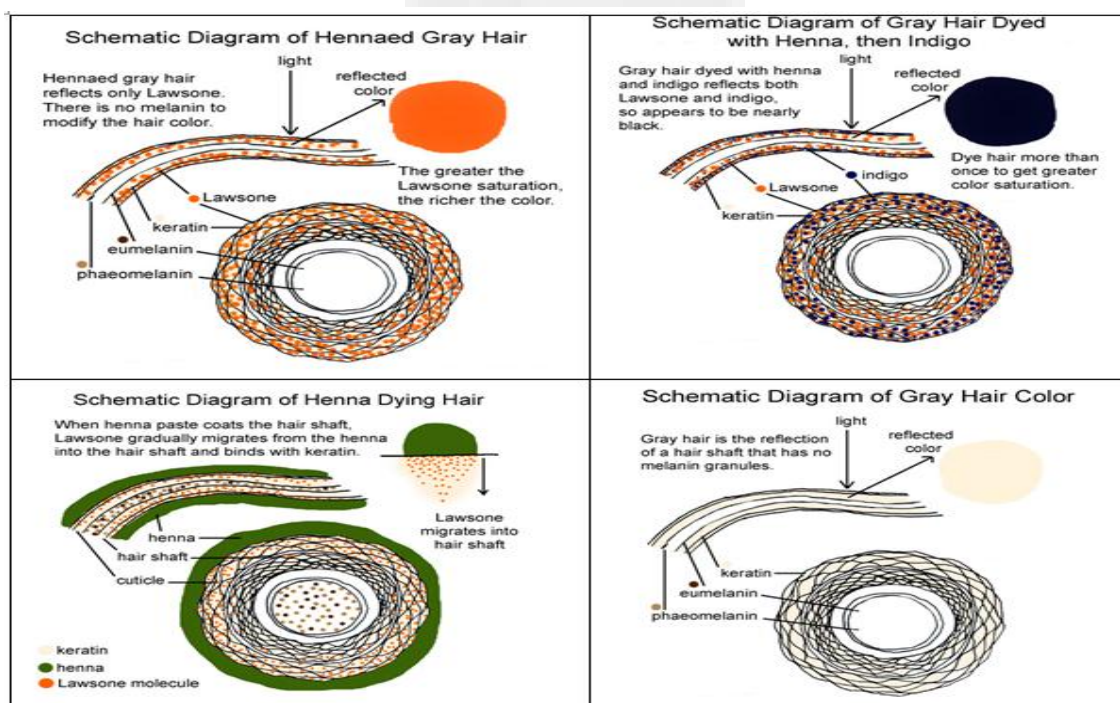 Schematic Diagram of Hennaed Gray Hair
light
Hennaed gray hair
reflects only Lawsone.
There is no melanin to
modify the hair color.
reflected
color
The greater the
Lawsone saturation,
the richer the color.
Lawsone
keratin
eumelanin
phaeomelanin
Schematic Diagram of Gray Hair Dyed
with Henna, then Indigo
light
Gray hair dyed with henna
and indigo reflects both
Lawsone and indigo,
so appears to be nearly
black.
reflected
color
Dye hair more than
once to get greater
color saturation.
indigo
Lawsone
keratin
Schematic Diagram of Henna Dying Hair
When henna paste coats the hair shaft,
Lawsone gradually migrates from the henna
into the hair shaft and binds with keratin.
Lawsone
migrates into
hair shaft
henna
hair shaft
cuticle
keratin
henna
Lawsone molecule
Schematic Diagram of Gray Hair Color
light
Gray hair is the reflection
of a hair shaft that has no
melanin granules.
reflected
color
keratin
eumelanin
phaeomelanin